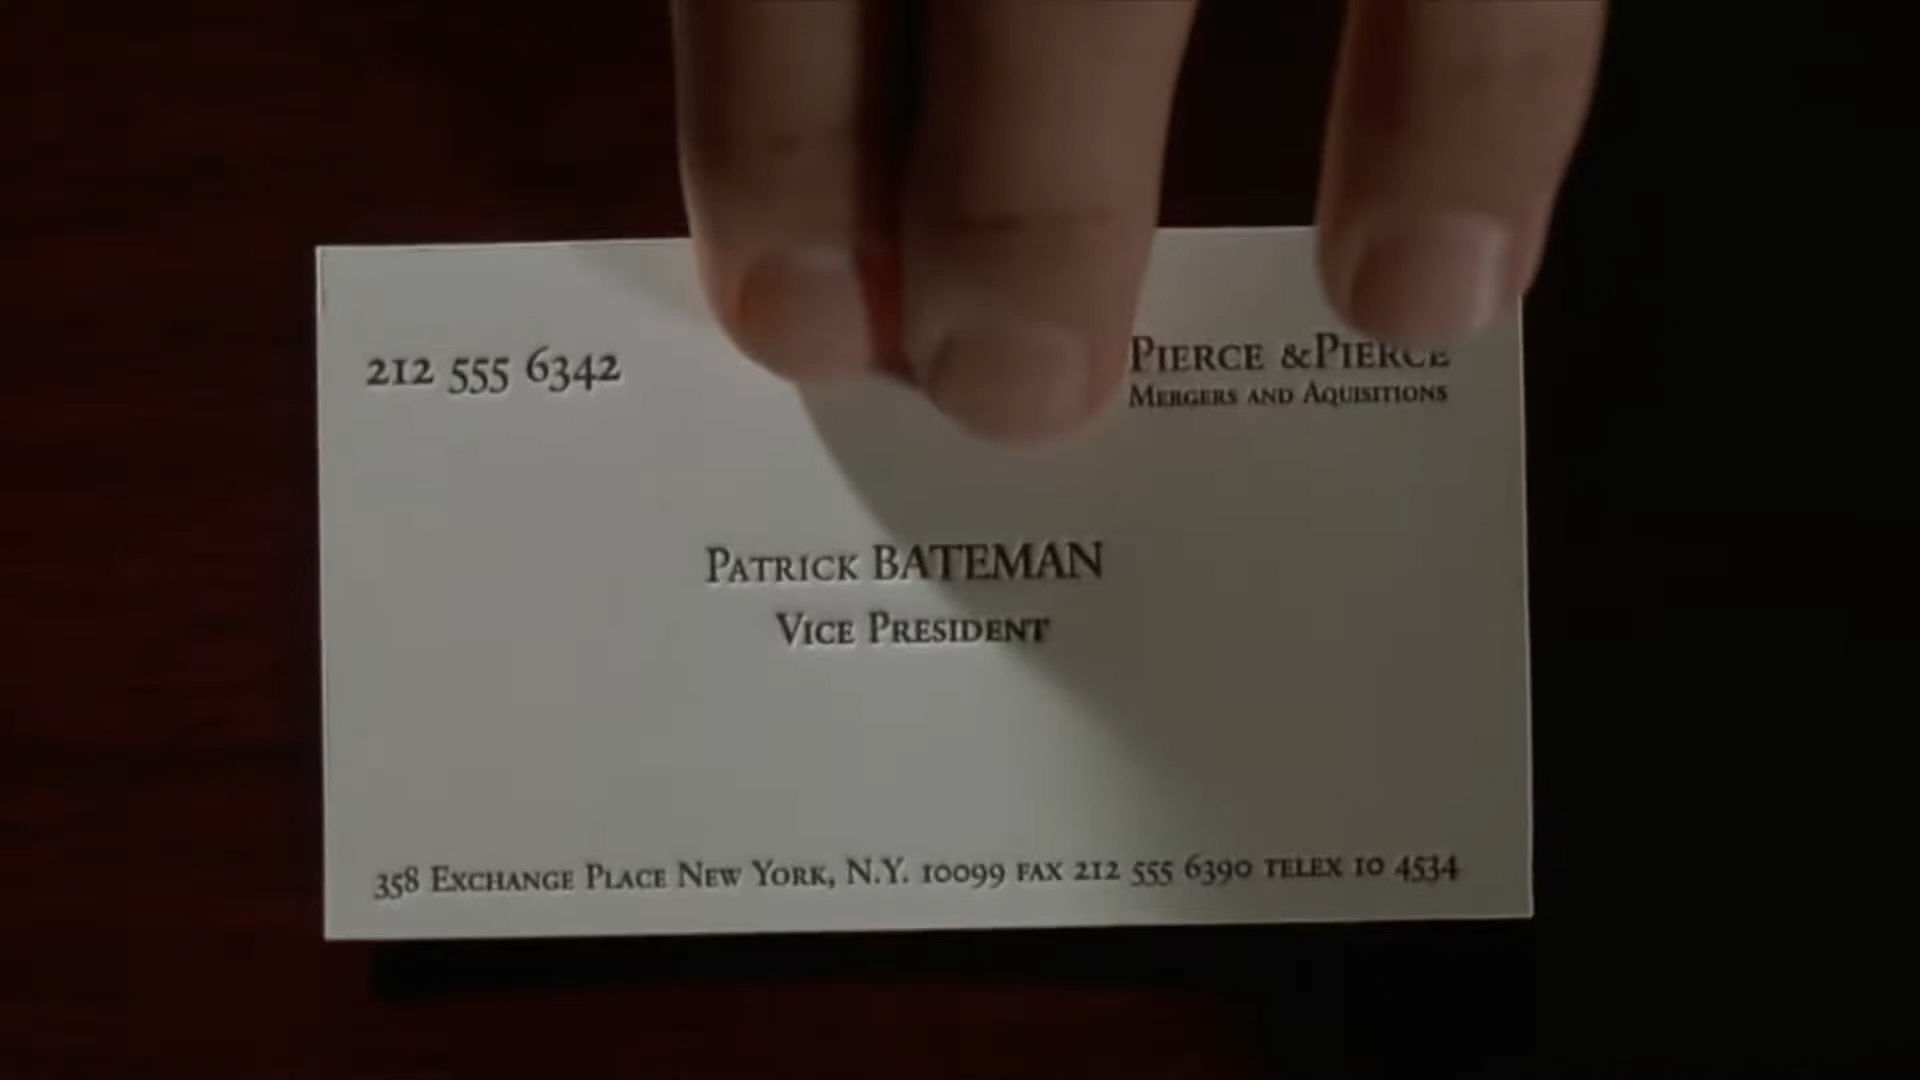 212 555 6342
PIERCE &PIERCE
MERGERS AND AQUISITIONS
PATRICK BATEMAN
VICE PRESIDENT
358 EXCHANGE PLACE NEW YORK, N.Y. 10099 FAX 212 555 6390 TELEX 10 4534